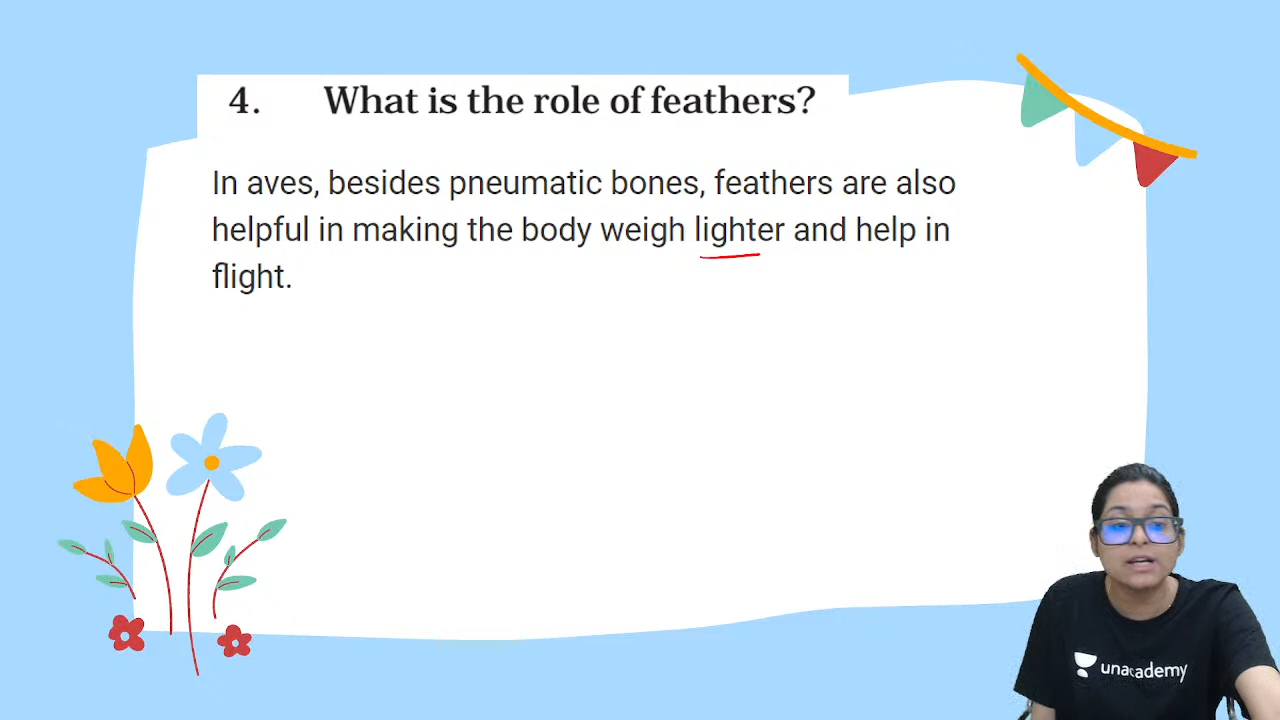 4. What is the role of feathers?
In aves, besides pneumatic bones, feathers are also
helpful in making the body weigh lighter and help in
flight.
unacademy